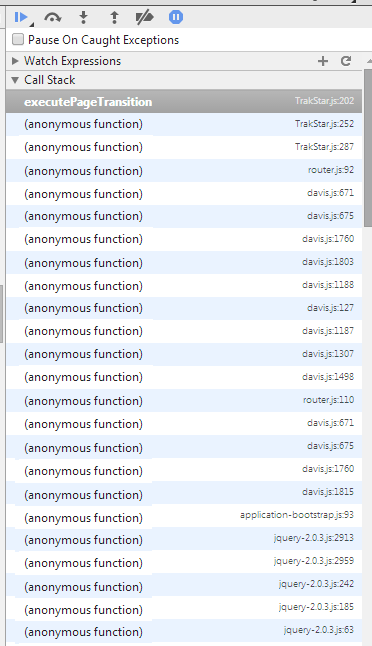 Pause On Caught Exceptions
Watch Expressions
Call Stack
executePageTransition TrakStar.js:202
(anonymous function) TrakStar.js:252
(anonymous function) TrakStar.js:287
(anonymous function) router.js:92
(anonymous function) davis.js:671
(anonymous function) davis.js:675
(anonymous function) davis.js:1760
(anonymous function) davis.js:1803
(anonymous function) davis.js:1188
(anonymous function) davis.js:127
(anonymous function) davis.js:1187
(anonymous function) davis.js:1307
(anonymous function) davis.js:1498
(anonymous function) router.js:110
(anonymous function) davis.js:671
(anonymous function) davis.js:675
(anonymous function) davis.js:1760
(anonymous function) davis.js:1815
(anonymous function) application-bootstrap.js:93
(anonymous function) jquery-2.0.3.js:2913
(anonymous function) jquery-2.0.3.js:2959
(anonymous function) jquery-2.0.3.js:242
(anonymous function) jquery-2.0.3.js:185
(anonymous function) jquery-2.0.3.js:63